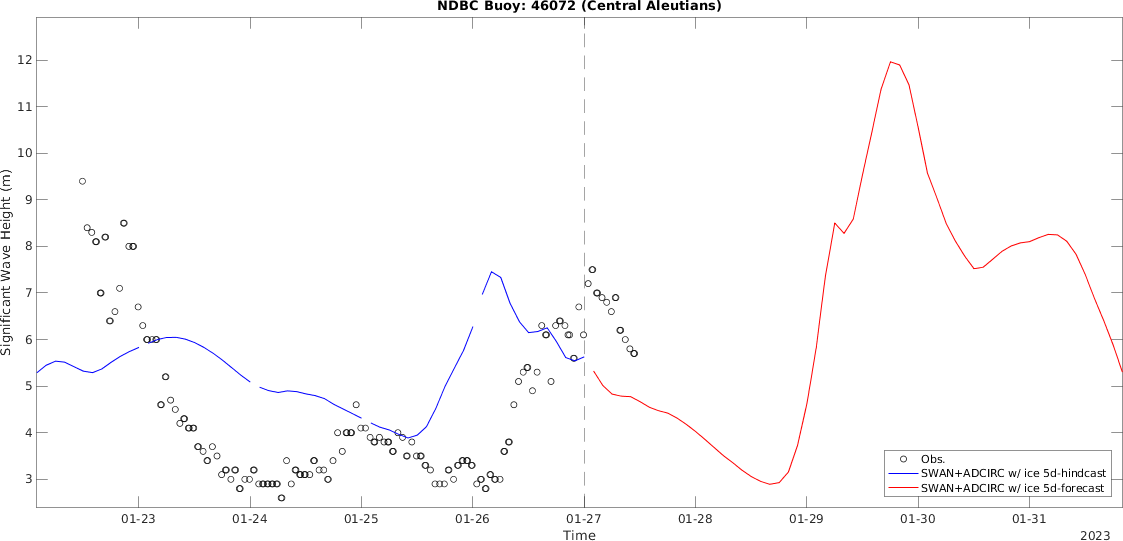 NDBC Buoy: 46072 (Central Aleutians)
Significant Wave Height (m)
12
11
10
9
8
7
6
5
4
3
01-23 01-24 01-25 01-26 01-27 01-28 01-29 01-30 01-31
Time
2023
Obs.
SWAN+ADCIRC w/ ice 5d-hindcast
SWAN+ADCIRC w/ ice 5d-forecast